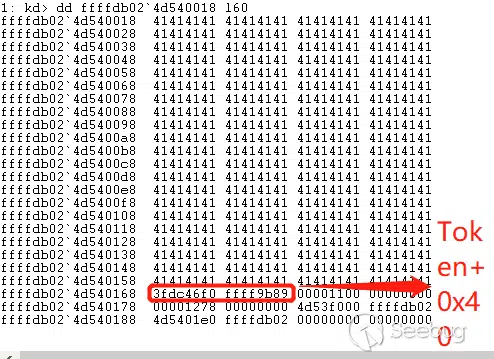 1: kd> dd ffffdb02`4d540018 l60
ffffdb02`4d540018 41414141 41414141 41414141 41414141
ffffdb02`4d540028 41414141 41414141 41414141 41414141
ffffdb02`4d540038 41414141 41414141 41414141 41414141
ffffdb02`4d540048 41414141 41414141 41414141 41414141
ffffdb02`4d540058 41414141 41414141 41414141 41414141
ffffdb02`4d540068 41414141 41414141 41414141 41414141
ffffdb02`4d540078 41414141 41414141 41414141 41414141
ffffdb02`4d540088 41414141 41414141 41414141 41414141
ffffdb02`4d540098 41414141 41414141 41414141 41414141
ffffdb02`4d5400a8 41414141 41414141 41414141 41414141
ffffdb02`4d5400b8 41414141 41414141 41414141 41414141
ffffdb02`4d5400c8 41414141 41414141 41414141 41414141
ffffdb02`4d5400d8 41414141 41414141 41414141 41414141
ffffdb02`4d5400e8 41414141 41414141 41414141 41414141
ffffdb02`4d5400f8 41414141 41414141 41414141 41414141
ffffdb02`4d540108 41414141 41414141 41414141 41414141
ffffdb02`4d540118 41414141 41414141 41414141 41414141
ffffdb02`4d540128 41414141 41414141 41414141 41414141
ffffdb02`4d540138 41414141 41414141 41414141 41414141
ffffdb02`4d540148 41414141 41414141 41414141 41414141
ffffdb02`4d540158 41414141 41414141 41414141 41414141
ffffdb02`4d540168 3fdc46f0 ffff9b89 00001100 00000000
ffffdb02`4d540178 00001278 00000000 4d53f000 ffffdb02
ffffdb02`4d540188 4d5401e0 ffffdb02 00000000 00000000
Tok
en+
0x4
0
Seebug